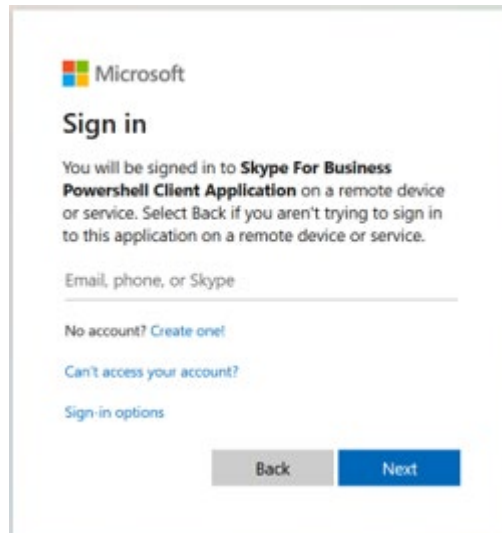 Microsoft
Sign in
You will be signed in to Skype For Business
Powershell Client Application on a remote device
or service. Select Back if you aren't trying to sign in
to this application on a remote device or service.
Email, phone, or Skype
No account? Create one!
Can't access your account?
Sign-in options
Back Next